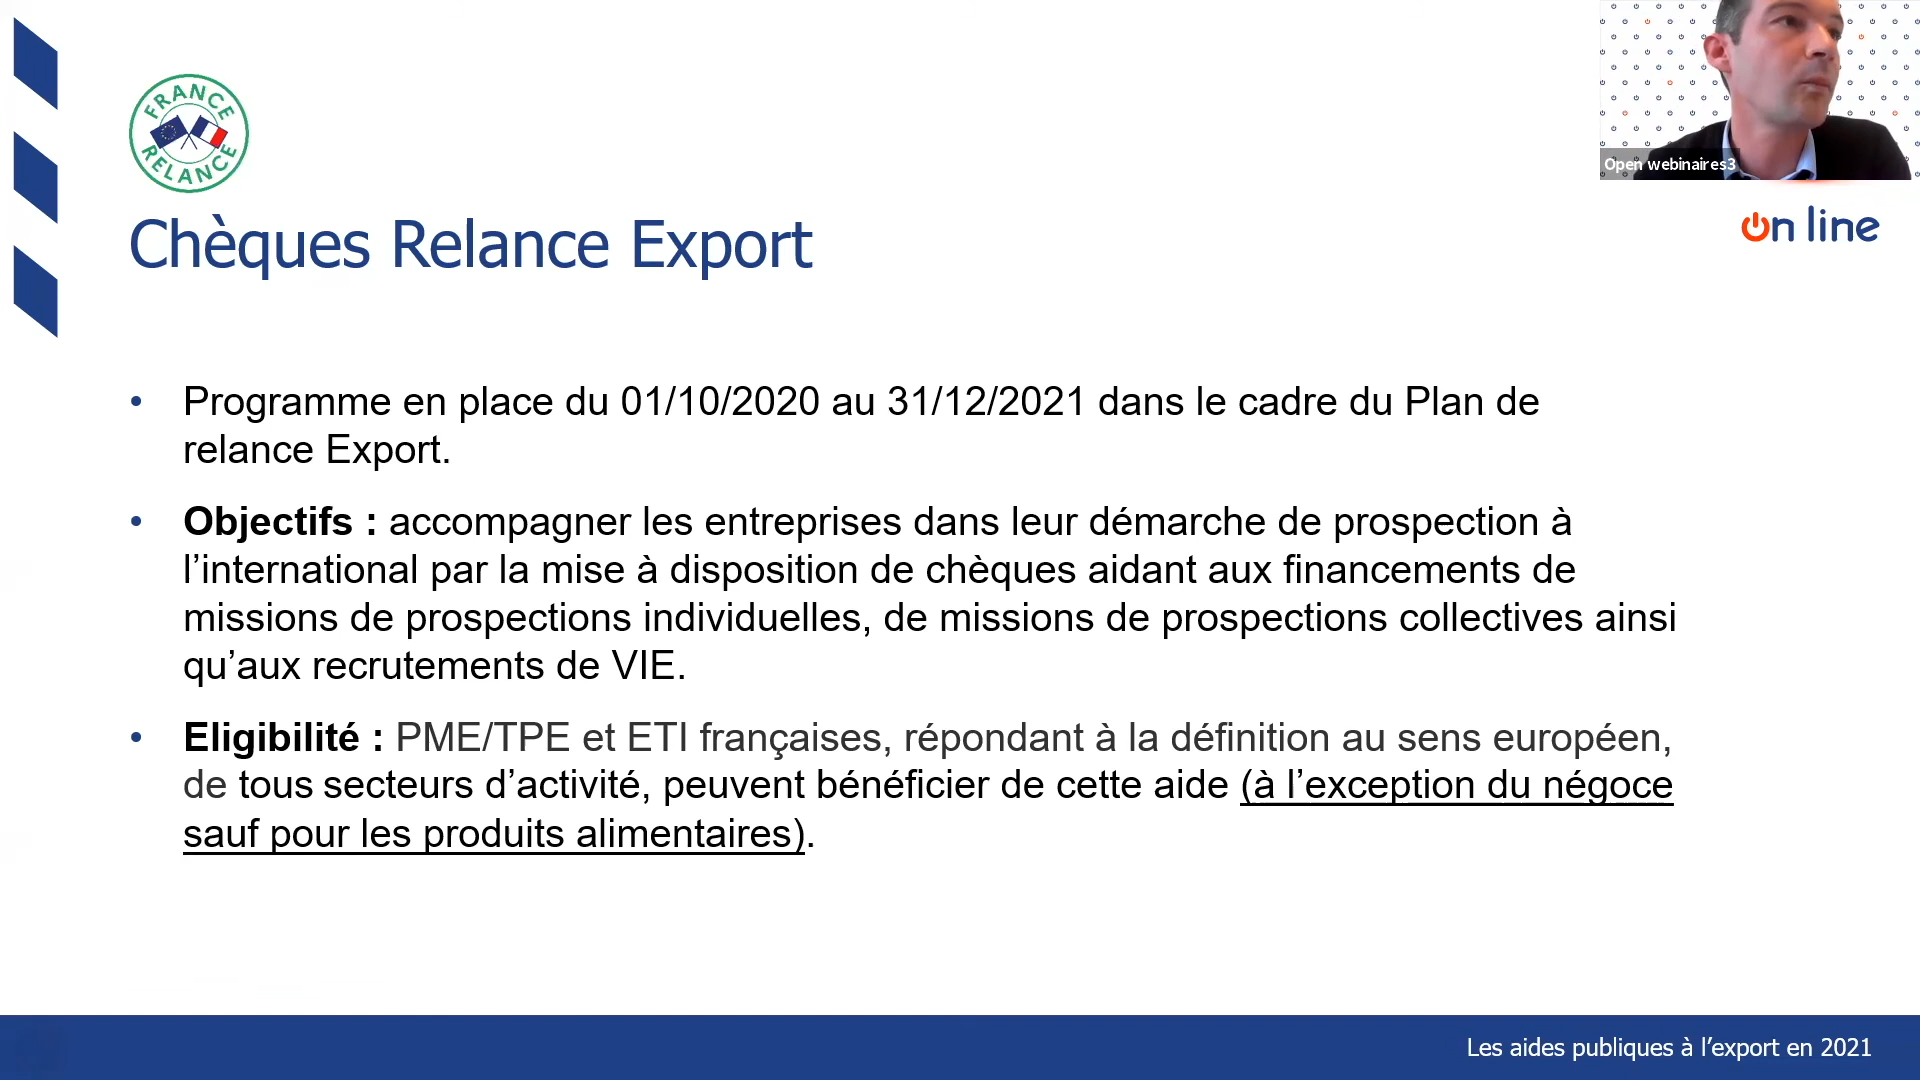 FRANCE
RELANCE
Open webinaires3
On line
Chèques Relance Export
• Programme en place du 01/10/2020 au 31/12/2021 dans le cadre du Plan de
relance Export.
• Objectifs : accompagner les entreprises dans leur démarche de prospection à
l’international par la mise à disposition de chèques aidant aux financements de
missions de prospections individuelles, de missions de prospections collectives ainsi
qu’aux recrutements de VIE.
• Eligibilité : PME/TPE et ETI françaises, répondant à la définition au sens européen,
de tous secteurs d’activité, peuvent bénéficier de cette aide (à l’exception du négoce
sauf pour les produits alimentaires).
Les aides publiques à l’export en 2021